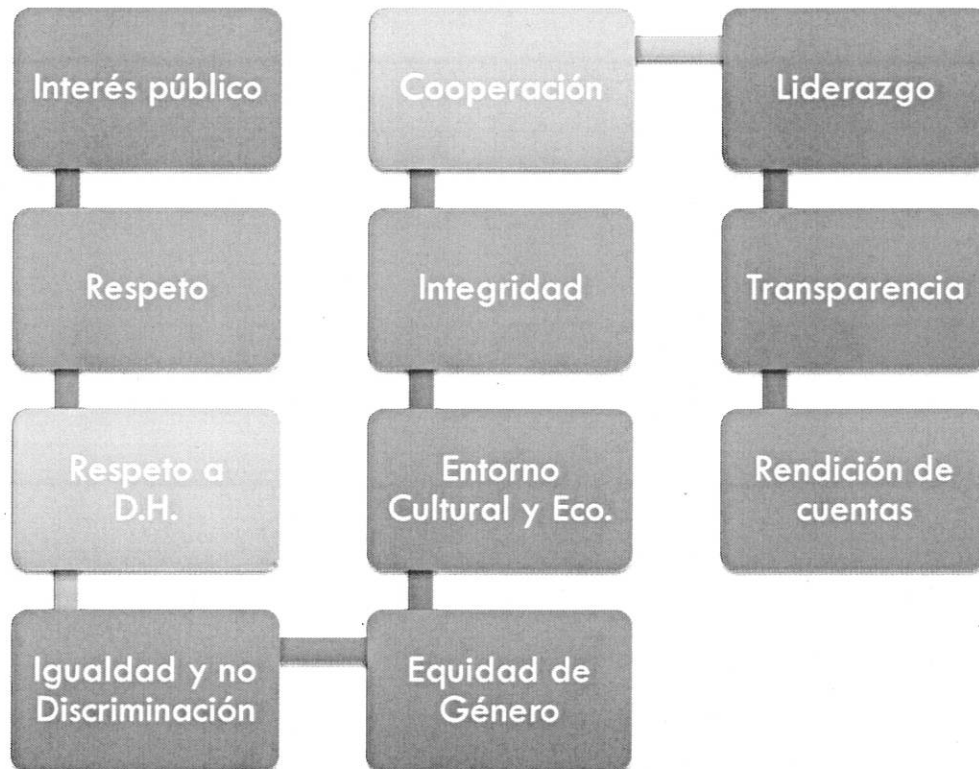 Interés público
Respeto
Respeto a
D.H.
Igualdad y no
Discriminación
Equidad de
Género
Entorno
Cultural y Eco.
Integridad
Cooperación
Liderazgo
Transparencia
Rendición de
cuentas